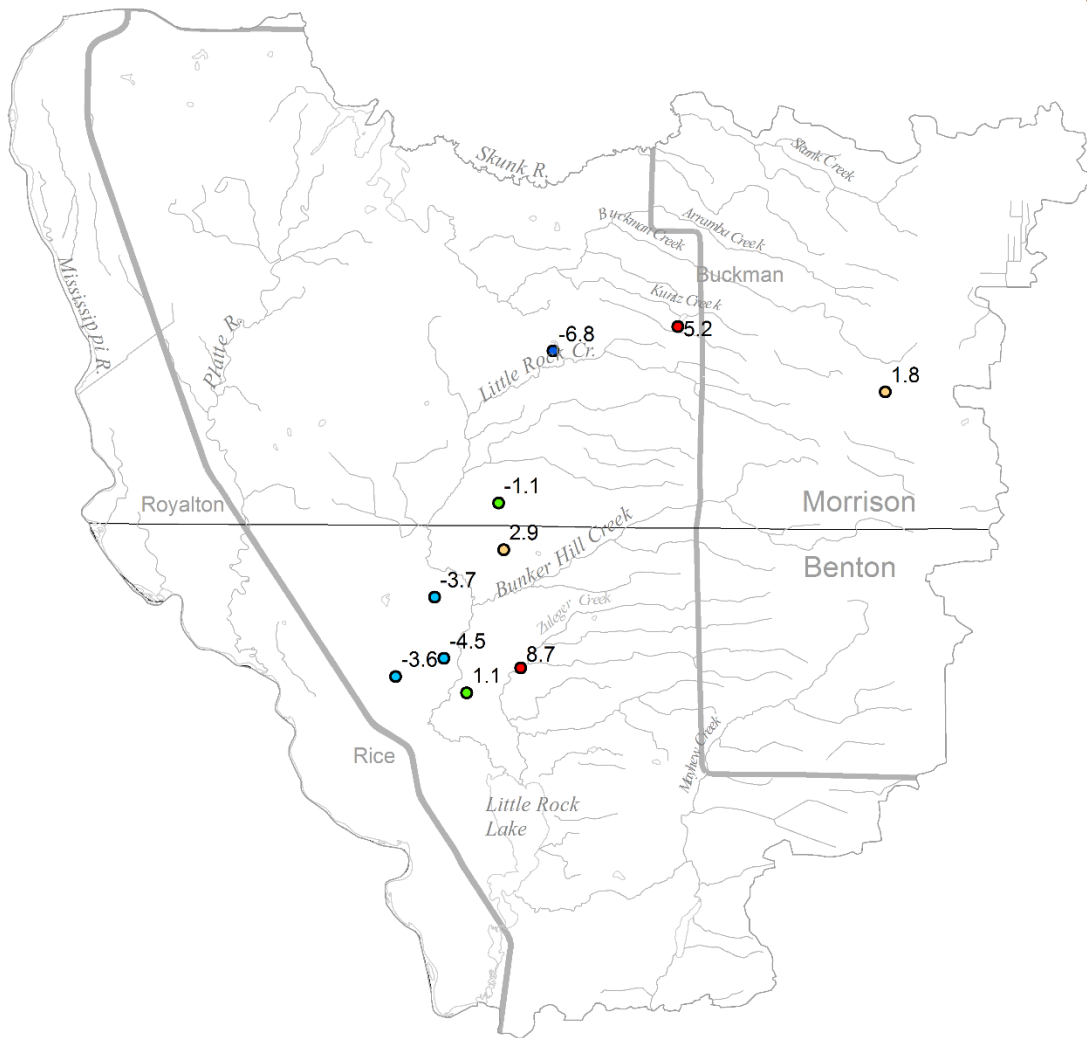 Skunk R.
Skunk Creek
Buckman Creek
Arramba Creek
Buckman
Mississippi R.
Kuntz Creek
5.2
-6.8
Platte R.
Little Rock Cr.
1.8
-1.1
Royalton
Morrison
2.9
Bunker Hill Creek
Benton
-3.7
Zuleger Creek
-4.5
-3.6
8.7
1.1
Rice
Mayhew Creek
Little Rock
Lake